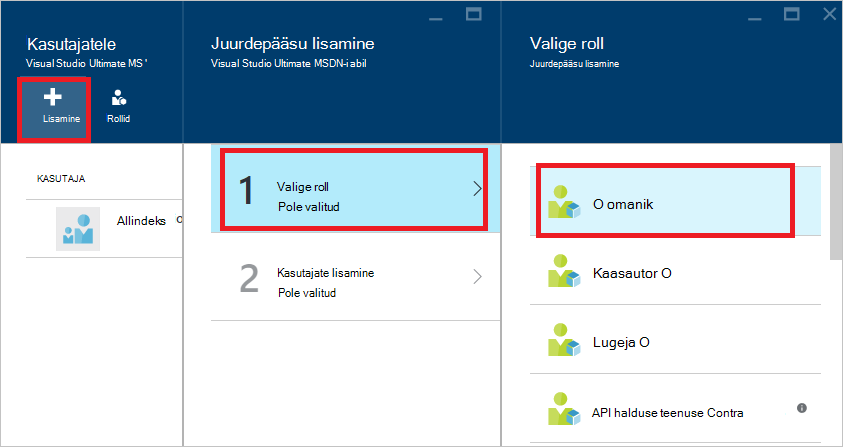 Kasutajatele
Visual Studio Ultimate MS '
Lisamine
Rollid
KASUTAJA
Allindeks
Juurdepääsu lisamine
Visual Studio Ultimate MSDN-i abil
1
Valige roll
Pole valitud
2
Kasutajate lisamine
Pole valitud
Valige roll
Juurdepääsu lisamine
O omanik
Kaasautor O
Lugeja O
API halduse teenuse Contra